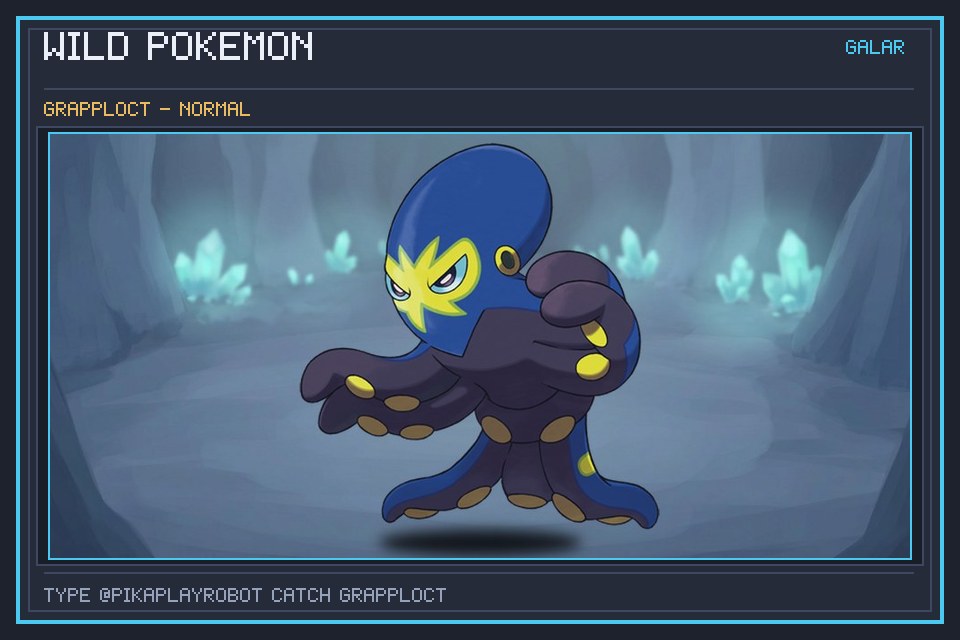 WILD POKEMON
GALAR
GRAPPLOCT - NORMAL
TYPE @PIKAPLAYROBOT CATCH GRAPPLOCT